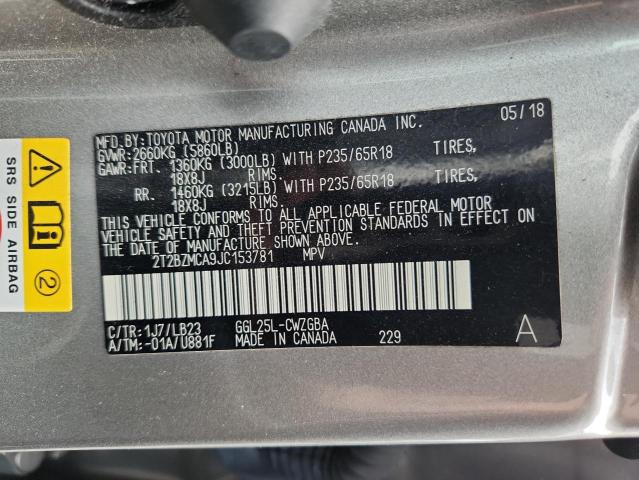 MFD.BY:TOYOTA MOTOR MANUFACTURING CANADA INC. 05/18
GVWR:2660KG (5860LB)
GAWR:FRT. 1360KG (3000LB) WITH P235/65R18 TIRES,
18X8J RIMS
RR. 1460KG (3215LB) WITH P235/65R18 TIRES,
18X8J RIMS.
THIS VEHICLE CONFORMS TO ALL APPLICABLE FEDERAL MOTOR
VEHICLE SAFETY AND THEFT PREVENTION STANDARDS IN EFFECT ON
THE DATE OF MANUFACTURE SHOWN ABOVE.
2T2BZMCA9JC153781 MPV
C/TR:1J7/LB23 GGL25L-CWZGBA
A/TM:-01A/U881F MADE IN CANADA 229 A
SRS SIDE AIRBAG
2